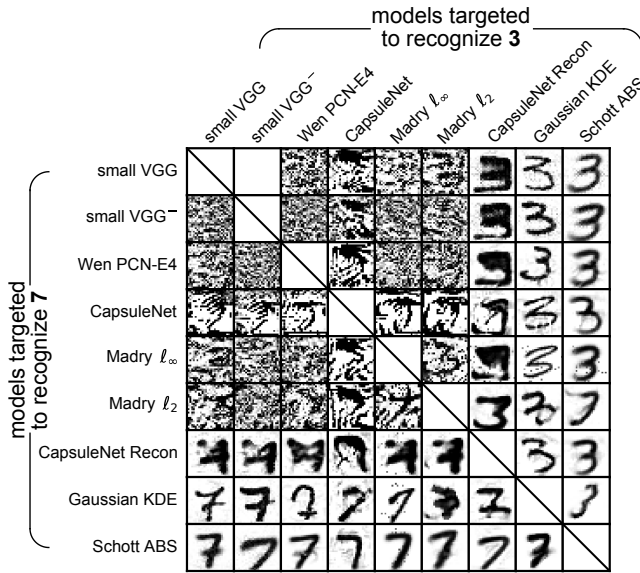 models targeted
to recognize 3
small VGG
small VGG⁻
Wen PCN-E4
CapsuleNet
Madry ℓ∞
Madry ℓ₂
CapsuleNet Recon
Gaussian KDE
Schott ABS
models targeted
to recognize 7
small VGG
small VGG⁻
Wen PCN-E4
CapsuleNet
Madry ℓ∞
Madry ℓ₂
CapsuleNet Recon
Gaussian KDE
Schott ABS